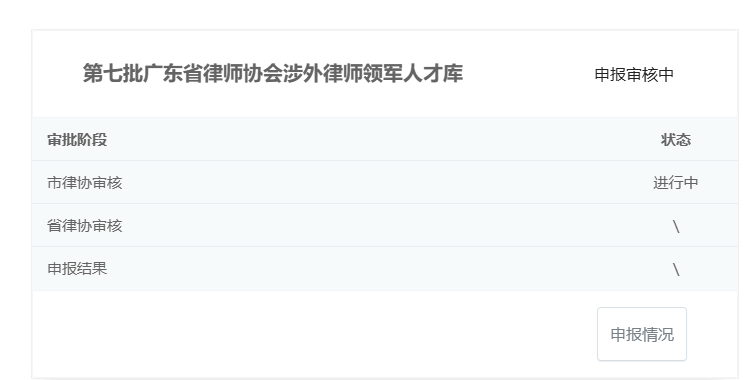 第七批广东省律师协会涉外律师领军人才库 申报审核中
审批阶段 状态
市律协审核 进行中
省律协审核 \
申报结果 \
申报情况